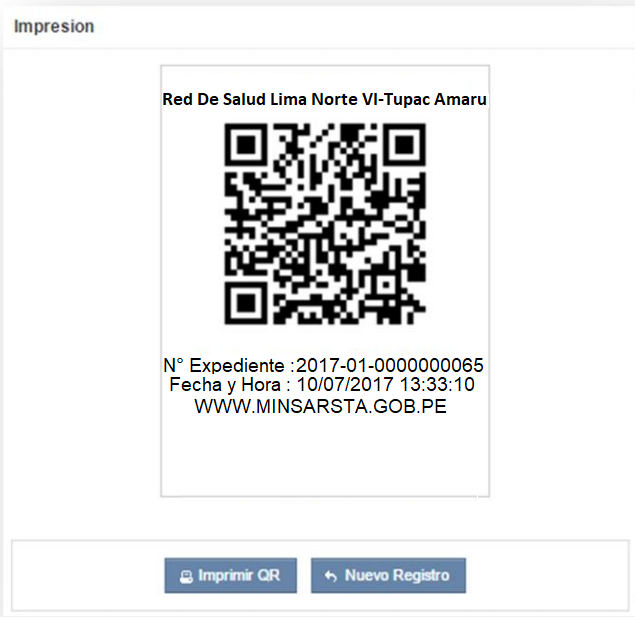 Impresion
Red De Salud Lima Norte VI-Tupac Amaru
N° Expediente :2017-01-0000000065
Fecha y Hora : 10/07/2017 13:33:10
WWW.MINSARSTA.GOB.PE
Imprimir QR
Nuevo Registro